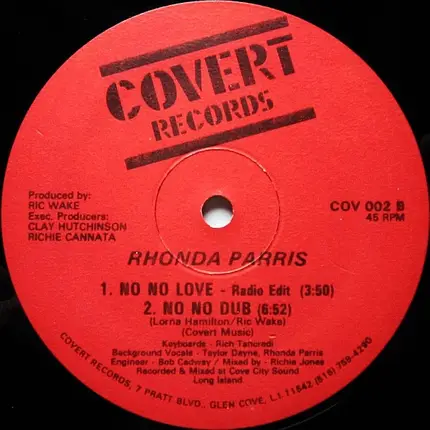 COVERT
RECORDS
Produced by:
RIC WAKE
Exec. Producers:
CLAY HUTCHINSON
RICHIE CANNATA
COV 002 B
45 RPM
RHONDA PARRIS
1. NO NO LOVE - Radio Edit (3:50)
2. NO NO DUB (6:52)
(Lorna Hamilton/Ric Wake)
(Covert Music)
Keyboards - Rich Tancredi
Background Vocals - Taylor Dayne, Rhonda Parris
Engineer - Bob Cadway / Mixed by - Richie Jones
Recorded & Mixed at Cove City Sound
Long Island
COVERT RECORDS, 7 PRATT BLVD., GLEN COVE, L.I. 11542 (516) 759-4290